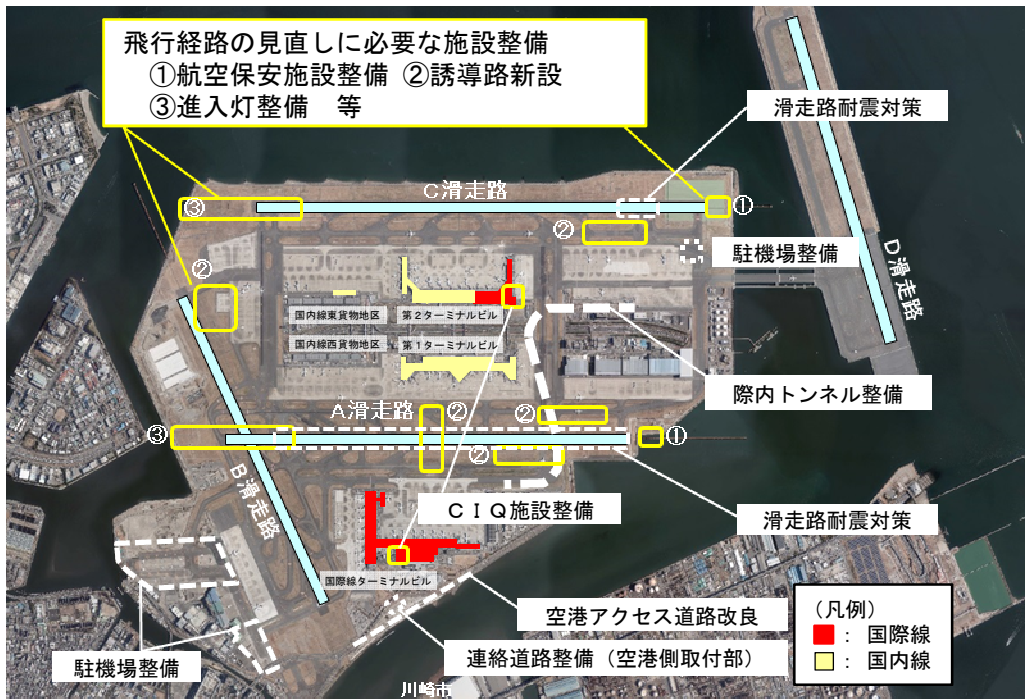 飛行経路の見直しに必要な施設整備
①航空保安施設整備 ②誘導路新設
③進入灯整備　等
滑走路耐震対策
C滑走路
③
①
②
駐機場整備
D滑走路
②
国内線東貨物地区
第2ターミナルビル
国内線西貨物地区
第1ターミナルビル
際内トンネル整備
A滑走路
②
②
③
①
②
B滑走路
CIQ施設整備
滑走路耐震対策
国際線ターミナルビル
空港アクセス道路改良
(凡例)
： 国際線
： 国内線
駐機場整備
連絡道路整備（空港側取付部）
川崎市